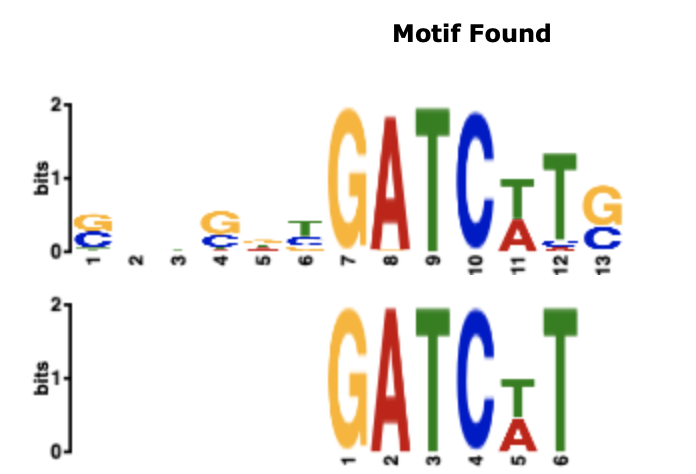 Motif Found
2
1
0
bits
G C
G C
T C
G A T C T A T C G C
1 2 3 4 5 6 7 8 9 10 11 12 13
2
1
0
bits
G A T C T A T
1 2 3 4 5 6